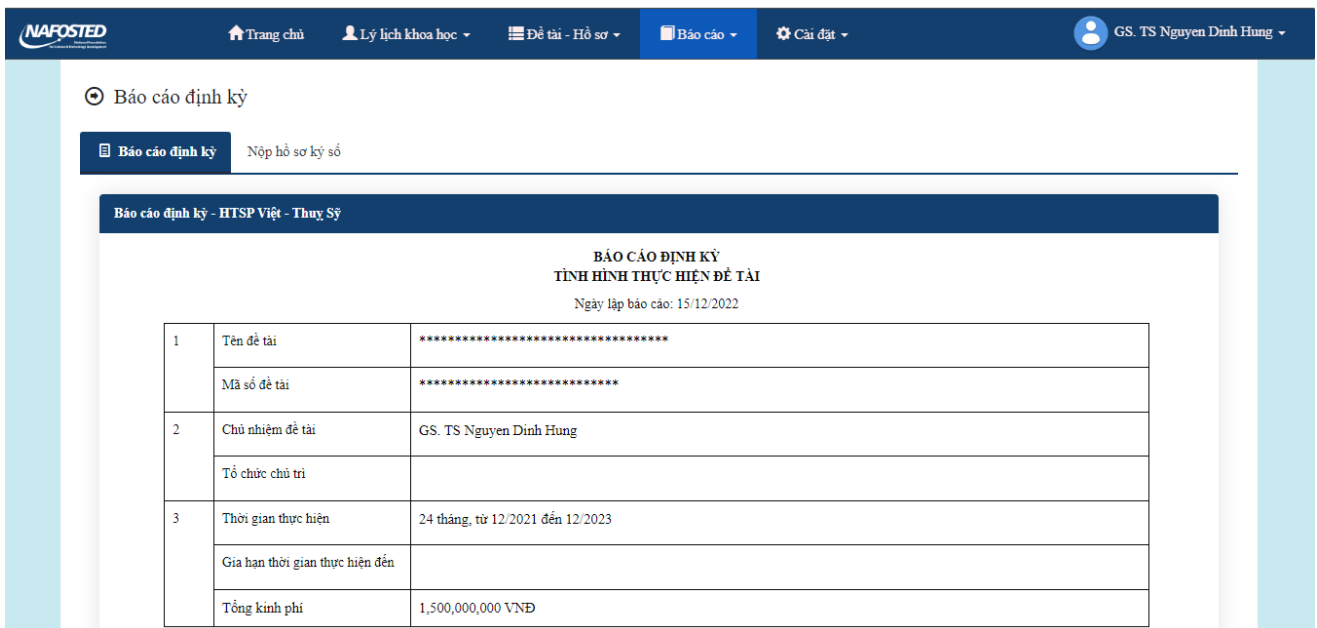 NAFOSTED
Trang chủ
Lý lịch khoa học
Đề tài - Hồ sơ
Báo cáo
Cài đặt
GS. TS Nguyen Dinh Hung
Báo cáo định kỳ
Báo cáo định kỳ
Nộp hồ sơ ký số
Báo cáo định kỳ - HTSP Việt - Thuỵ Sỹ
BÁO CÁO ĐỊNH KỲ
TÌNH HÌNH THỰC HIỆN ĐỀ TÀI
Ngày lập báo cáo: 15/12/2022
1 Tên đề tài ***********************************
Mã số đề tài ****************************
2 Chủ nhiệm đề tài GS. TS Nguyen Dinh Hung
Tổ chức chủ trì
3 Thời gian thực hiện 24 tháng, từ 12/2021 đến 12/2023
Gia hạn thời gian thực hiện đến
Tổng kinh phí 1,500,000,000 VNĐ